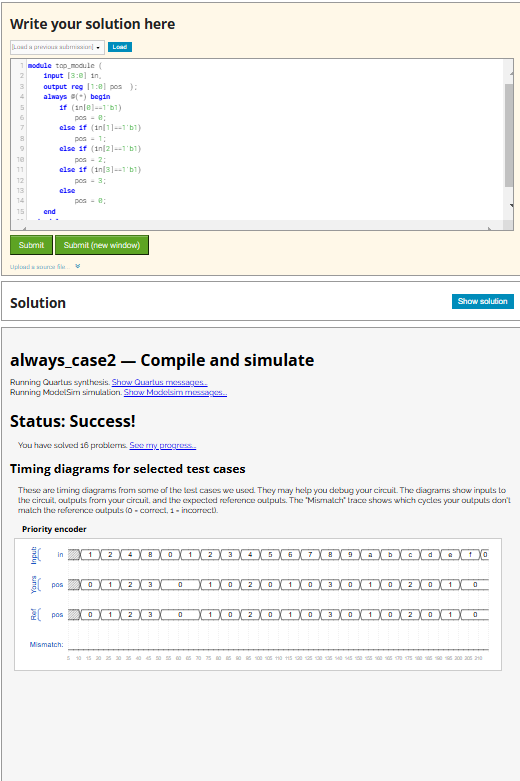 Write your solution here
[Load a previous submission]
Load
1 module top_module (
2 input [3:0] in,
3 output reg [1:0] pos );
4 always @(*) begin
5 if (in[0]==1'b1)
6 pos = 0;
7 else if (in[1]==1'b1)
8 pos = 1;
9 else if (in[2]==1'b1)
10 pos = 2;
11 else if (in[3]==1'b1)
12 pos = 3;
13 else
14 pos = 0;
15 end
Submit
Submit (new window)
Upload a source file...
Solution
Show solution
always_case2 — Compile and simulate
Running Quartus synthesis. Show Quartus messages...
Running ModelSim simulation. Show Modelsim messages...
Status: Success!
You have solved 16 problems. See my progress...
Timing diagrams for selected test cases
These are timing diagrams from some of the test cases we used. They may help you debug your circuit. The diagrams show inputs to
the circuit, outputs from your circuit, and the expected reference outputs. The "Mismatch" trace shows which cycles your outputs don't
match the reference outputs (0 = correct, 1 = incorrect).
Priority encoder
Inputs in 1 2 4 8 0 1 2 3 4 5 6 7 8 9 a b c d e f 0
Yours pos 0 1 2 3 0 1 0 2 0 1 0 3 0 1 0 2 0 1 0
Ref pos 0 1 2 3 0 1 0 2 0 1 0 3 0 1 0 2 0 1 0
Mismatch:
0 5 10 15 20 25 30 35 40 45 50 55 60 65 70 75 80 85 90 95 100 105 110 115 120 125 130 135 140 145 150 155 160 165 170 175 180 185 190 195 200 205 210